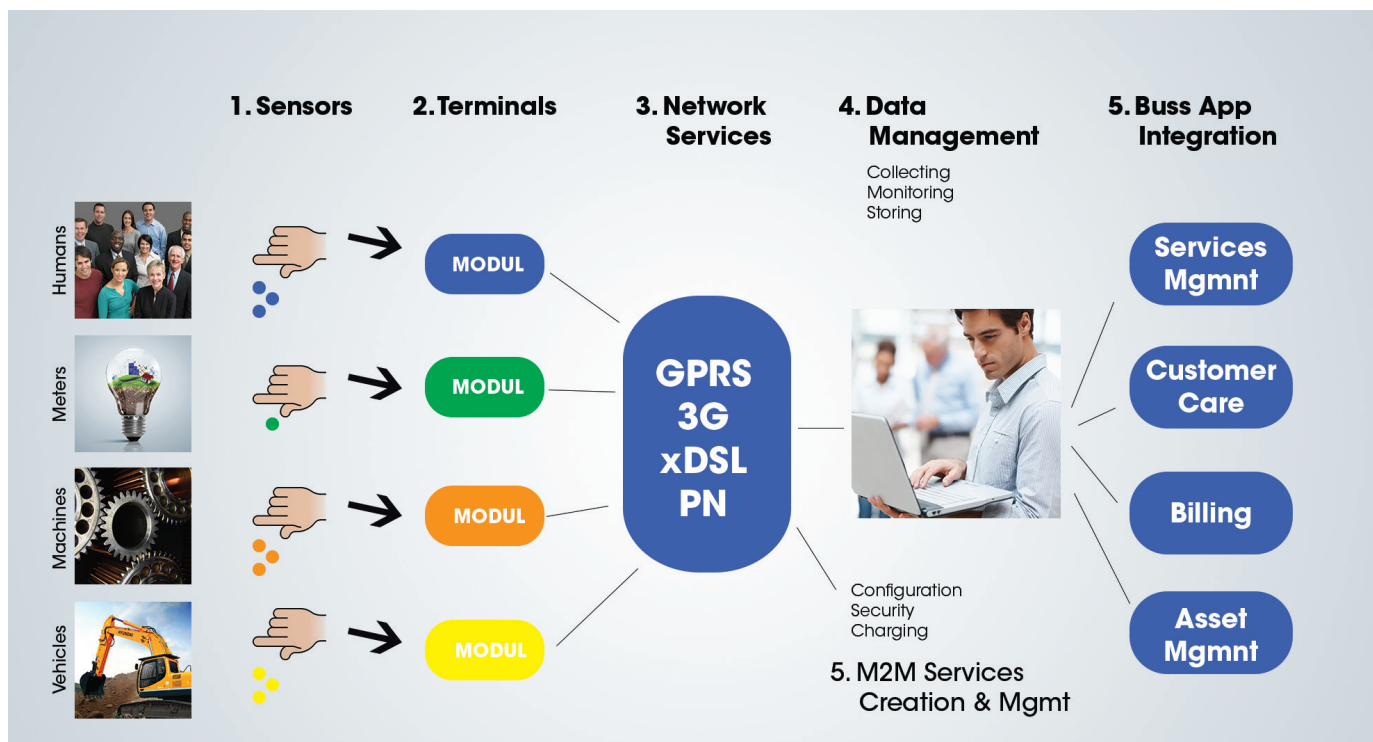 1. Sensors
2. Terminals
3. Network
Services
4. Data
Management
Collecting
Monitoring
Storing
5. Buss App
Integration
Humans
MODUL
Meters
MODUL
Machines
MODUL
Vehicles
MODUL
GPRS
3G
xDSL
PN
Configuration
Security
Charging
5. M2M Services
Creation & Mgmt
Services
Mgmnt
Customer
Care
Billing
Asset
Mgmnt